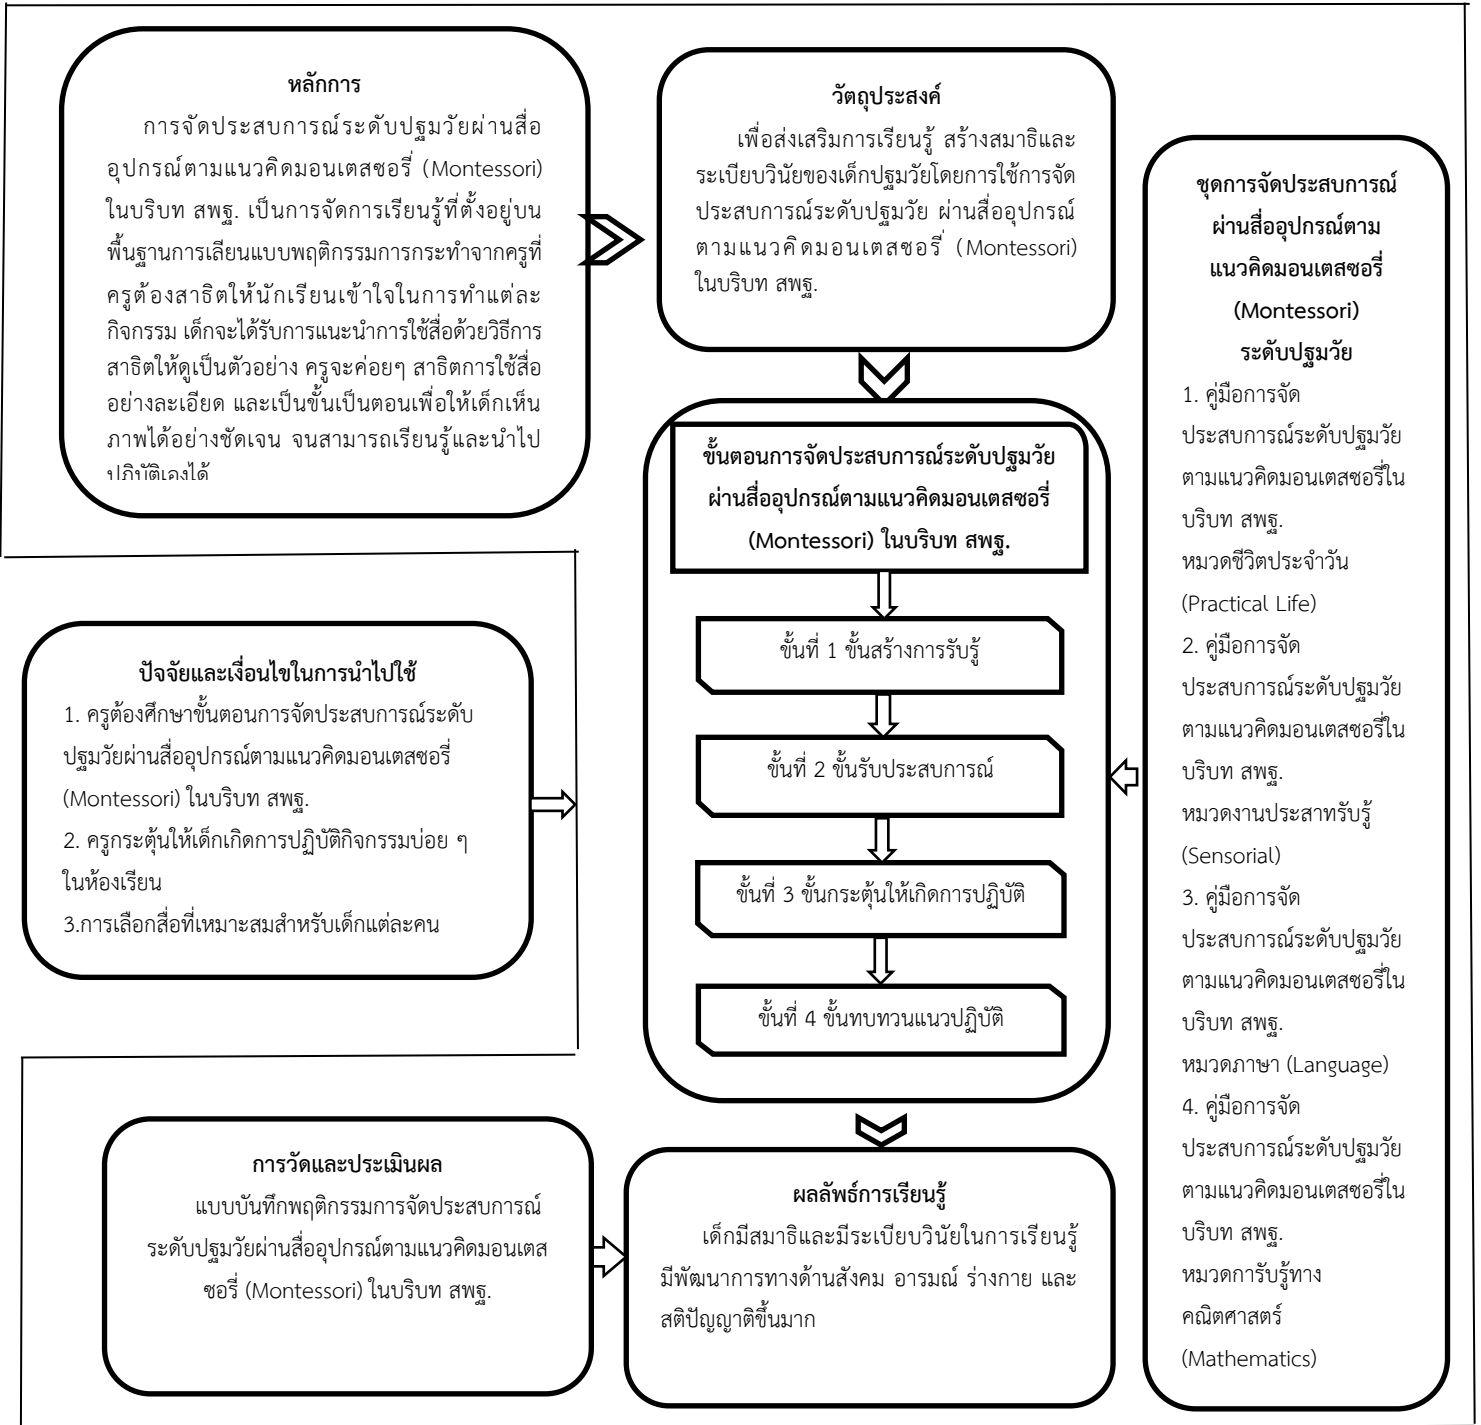 หลักการ
การจัดประสบการณ์ระดับปฐมวัยผ่านสื่อ
อุปกรณ์ตามแนวคิดมอนเตสซอรี่ (Montessori)
ในบริบท สพฐ. เป็นการจัดการเรียนรู้ที่ตั้งอยู่บน
พื้นฐานการเลียนแบบพฤติกรรมการกระทำจากครูที่
ครูต้องสาธิตให้นักเรียนเข้าใจในการทำแต่ละ
กิจกรรม เด็กจะได้รับการแนะนำการใช้สื่อด้วยวิธีการ
สาธิตให้ดูเป็นตัวอย่าง ครูจะค่อยๆ สาธิตการใช้สื่อ
อย่างละเอียด และเป็นขั้นเป็นตอนเพื่อให้เด็กเห็น
ภาพได้อย่างชัดเจน จนสามารถเรียนรู้และนำไป
ปฏิบัติเองได้
วัตถุประสงค์
เพื่อส่งเสริมการเรียนรู้ สร้างสมาธิและ
ระเบียบวินัยของเด็กปฐมวัยโดยการใช้การจัด
ประสบการณ์ระดับปฐมวัย ผ่านสื่ออุปกรณ์
ตามแนวคิดมอนเตสซอรี่ (Montessori)
ในบริบท สพฐ.
ขั้นตอนการจัดประสบการณ์ระดับปฐมวัย
ผ่านสื่ออุปกรณ์ตามแนวคิดมอนเตสซอรี่
(Montessori) ในบริบท สพฐ.
ขั้นที่ 1 ขั้นสร้างการรับรู้
ขั้นที่ 2 ขั้นรับประสบการณ์
ขั้นที่ 3 ขั้นกระตุ้นให้เกิดการปฏิบัติ
ขั้นที่ 4 ขั้นทบทวนแนวปฏิบัติ
ชุดการจัดประสบการณ์
ผ่านสื่ออุปกรณ์ตาม
แนวคิดมอนเตสซอรี่
(Montessori)
ระดับปฐมวัย
1. คู่มือการจัด
ประสบการณ์ระดับปฐมวัย
ตามแนวคิดมอนเตสซอรี่ใน
บริบท สพฐ.
หมวดชีวิตประจำวัน
(Practical Life)
2. คู่มือการจัด
ประสบการณ์ระดับปฐมวัย
ตามแนวคิดมอนเตสซอรี่ใน
บริบท สพฐ.
หมวดงานประสาทรับรู้
(Sensorial)
3. คู่มือการจัด
ประสบการณ์ระดับปฐมวัย
ตามแนวคิดมอนเตสซอรี่ใน
บริบท สพฐ.
หมวดภาษา (Language)
4. คู่มือการจัด
ประสบการณ์ระดับปฐมวัย
ตามแนวคิดมอนเตสซอรี่ใน
บริบท สพฐ.
หมวดการับรู้ทาง
คณิตศาสตร์
(Mathematics)
ปัจจัยและเงื่อนไขในการนำไปใช้
1. ครูต้องศึกษาขั้นตอนการจัดประสบการณ์ระดับ
ปฐมวัยผ่านสื่ออุปกรณ์ตามแนวคิดมอนเตสซอรี่
(Montessori) ในบริบท สพฐ.
2. ครูกระตุ้นให้เด็กเกิดการปฏิบัติกิจกรรมบ่อย ๆ
ในห้องเรียน
3.การเลือกสื่อที่เหมาะสมสำหรับเด็กแต่ละคน
การวัดและประเมินผล
แบบบันทึกพฤติกรรมการจัดประสบการณ์
ระดับปฐมวัยผ่านสื่ออุปกรณ์ตามแนวคิดมอนเตส
ซอรี่ (Montessori) ในบริบท สพฐ.
ผลลัพธ์การเรียนรู้
เด็กมีสมาธิและมีระเบียบวินัยในการเรียนรู้
มีพัฒนาการทางด้านสังคม อารมณ์ ร่างกาย และ
สติปัญญาดีขึ้นมาก